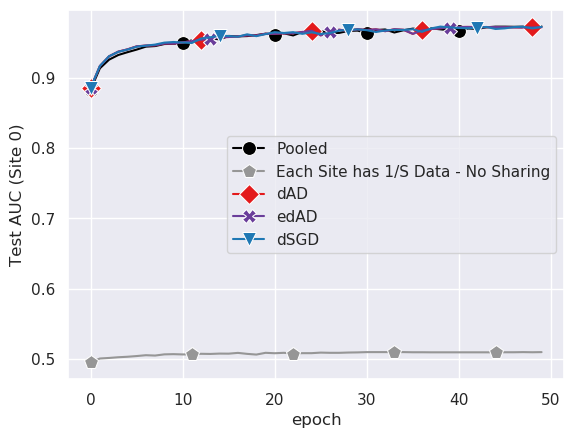 Test AUC (Site 0)
0.9
0.8
0.7
0.6
0.5
Pooled
Each Site has 1/S Data - No Sharing
dAD
edAD
dSGD
0 10 20 30 40 50
epoch